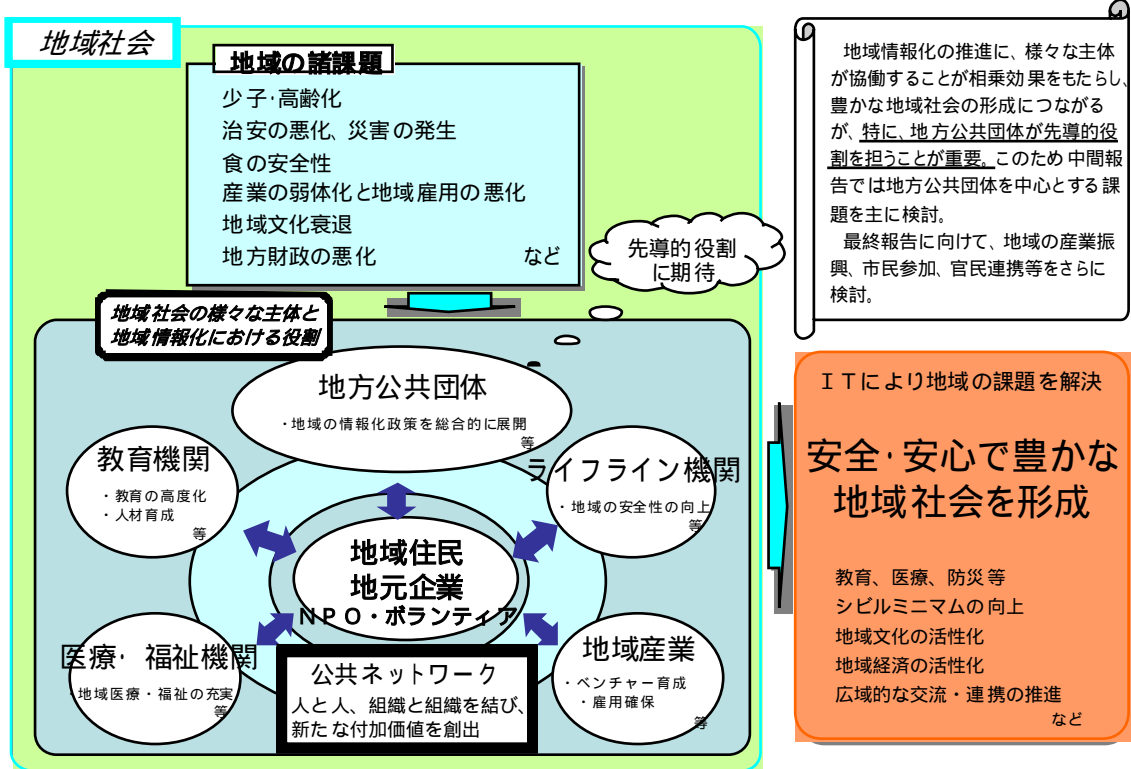 地域社会
地域の諸課題
少子・高齢化
治安の悪化、災害の発生
食の安全性
産業の弱体化と地域雇用の悪化
地域文化衰退
地方財政の悪化 など
先導的役割
に期待
地域情報化の推進に、様々な主体
が協働することが相乗効果をもたらし、
豊かな地域社会の形成につながる
が、特に、地方公共団体が先導的役
割を担うことが重要。このため中間報
告では地方公共団体を中心とする課
題を主に検討。
最終報告に向けて、地域の産業振
興、市民参加、官民連携等をさらに
検討。
地域社会の様々な主体と
地域情報化における役割
地方公共団体
・地域の情報化政策を総合的に展開
等
教育機関
・教育の高度化
・人材育成
等
ライフライン機関
・地域の安全性の向上
等
地域住民
地元企業
NPO・ボランティア
医療・福祉機関
・地域医療・福祉の充実
等
地域産業
・ベンチャー育成
・雇用確保
等
公共ネットワーク
人と人、組織と組織を結び、
新たな付加価値を創出
ITにより地域の課題を解決
安全・安心で豊かな
地域社会を形成
教育、医療、防災等
シビルミニマムの向上
地域文化の活性化
地域経済の活性化
広域的な交流・連携の推進
など